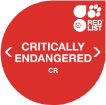 RED
LIST
< CRITICALLY
ENDANGERED >
CR